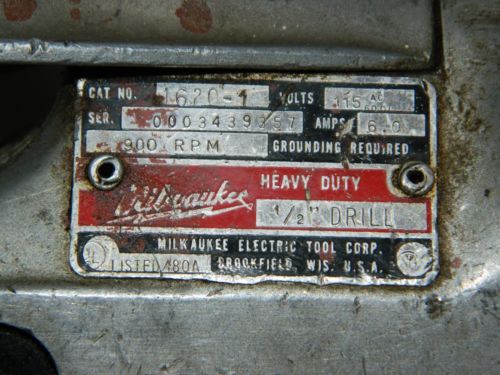 CAT NO. 1620-1 VOLTS 115 AC
SER. 0003439357 AMPS 6.0
900 RPM GROUNDING REQUIRED
Milwaukee HEAVY DUTY
1/2" DRILL
MILWAUKEE ELECTRIC TOOL CORP.
LISTED 480A BROOKFIELD, WIS. U.S.A.